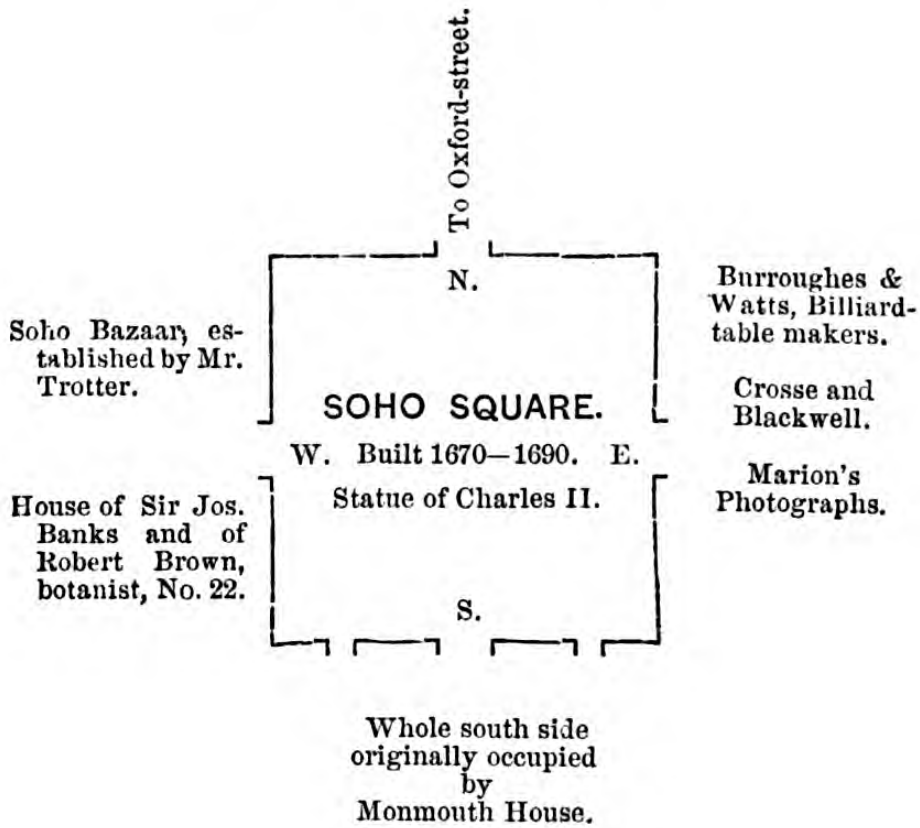 To Oxford-street.
N.
Soho Bazaar, es-
tablished by Mr.
Trotter.
Burroughes &
Watts, Billiard-
table makers.
Crosse and
Blackwell.
SOHO SQUARE.
W. Built 1670—1690. E.
Statue of Charles II.
House of Sir Jos.
Banks and of
Robert Brown,
botanist, No. 22.
Marion's
Photographs.
S.
Whole south side
originally occupied
by
Monmouth House.